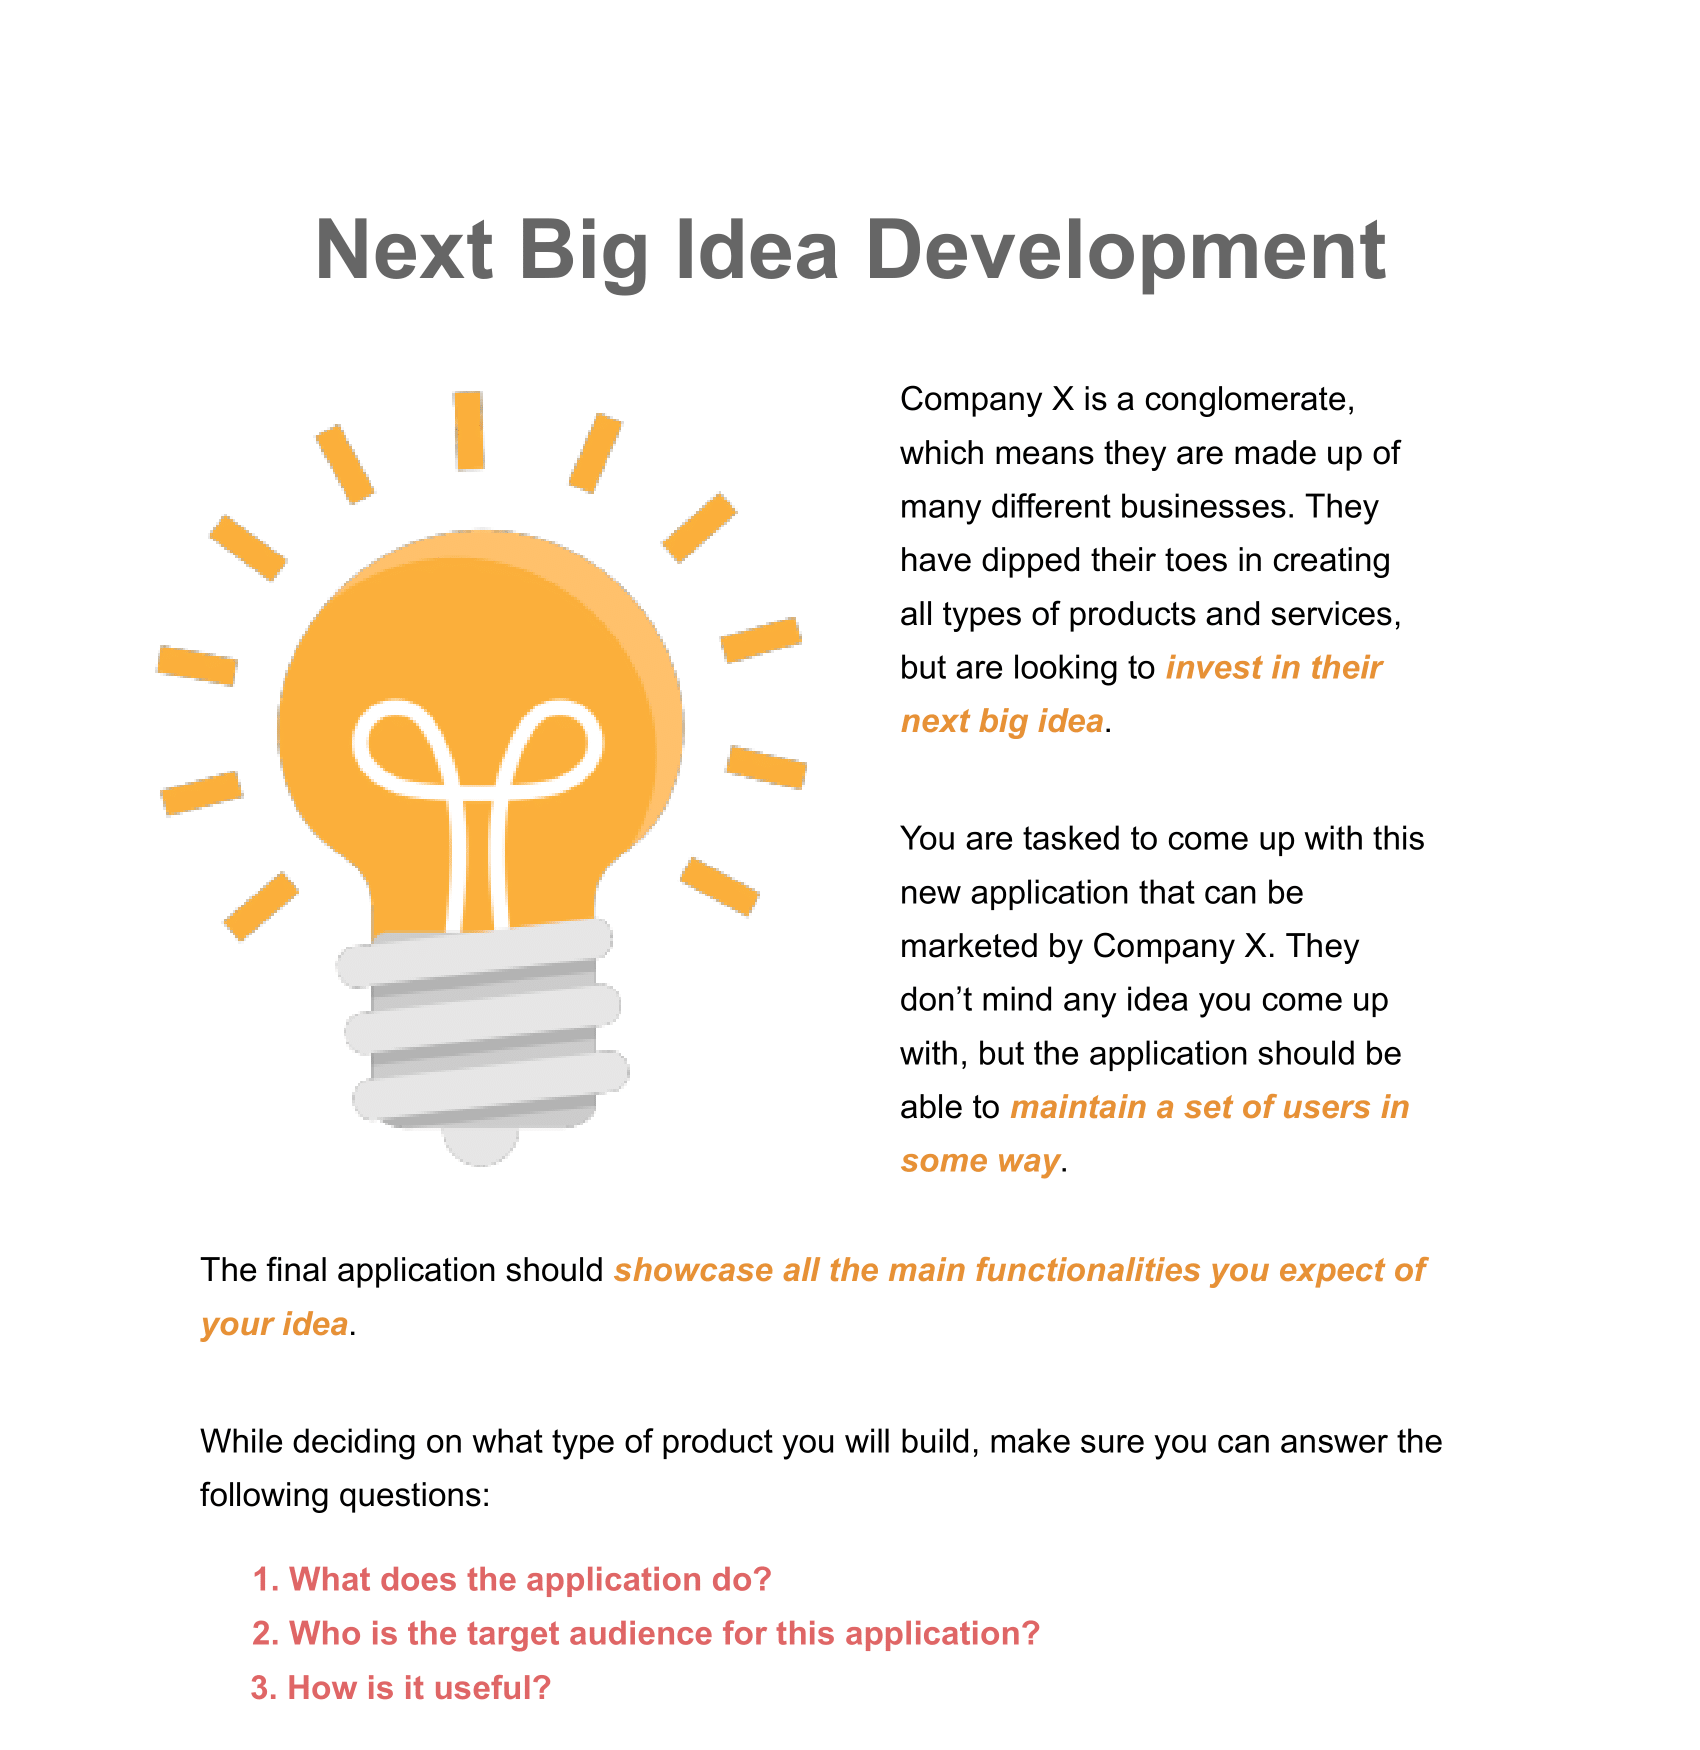 Next Big Idea Development
Company X is a conglomerate,
which means they are made up of
many different businesses. They
have dipped their toes in creating
all types of products and services,
but are looking to invest in their
next big idea.
You are tasked to come up with this
new application that can be
marketed by Company X. They
don’t mind any idea you come up
with, but the application should be
able to maintain a set of users in
some way.
The final application should showcase all the main functionalities you expect of
your idea.
While deciding on what type of product you will build, make sure you can answer the
following questions:
1. What does the application do?
2. Who is the target audience for this application?
3. How is it useful?